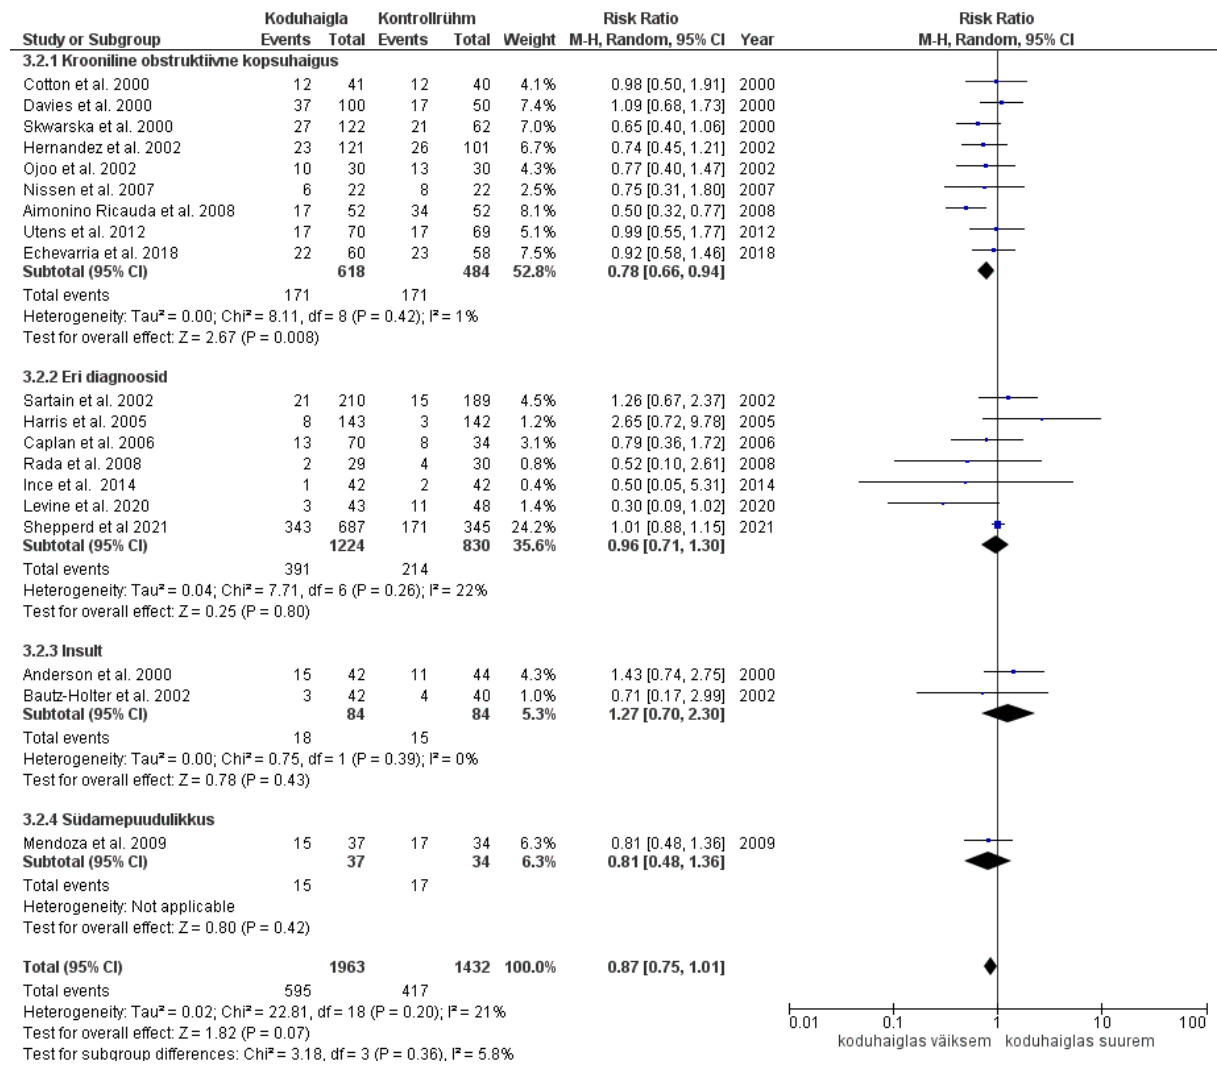 Koduhaigla Kontrollrühm Risk Ratio Risk Ratio
Study or Subgroup Events Total Events Total Weight M-H, Random, 95% CI Year M-H, Random, 95% CI
3.2.1 Krooniline obstruktiivne kopsuhaigus
Cotton et al. 2000 12 41 12 40 4.1% 0.98 [0.50, 1.91] 2000
Davies et al. 2000 37 100 17 50 7.4% 1.09 [0.68, 1.73] 2000
Skwarska et al. 2000 27 122 21 62 7.0% 0.65 [0.40, 1.06] 2000
Hernandez et al. 2002 23 121 26 101 6.7% 0.74 [0.45, 1.21] 2002
Ojoo et al. 2002 10 30 13 30 4.3% 0.77 [0.40, 1.47] 2002
Nissen et al. 2007 6 22 8 22 2.5% 0.75 [0.31, 1.80] 2007
Aimonino Ricauda et al. 2008 17 52 34 52 8.1% 0.50 [0.32, 0.77] 2008
Utens et al. 2012 17 70 17 69 5.1% 0.99 [0.55, 1.77] 2012
Echevarria et al. 2018 22 60 23 58 7.5% 0.92 [0.58, 1.46] 2018
Subtotal (95% CI) 618 484 52.8% 0.78 [0.66, 0.94]
Total events 171 171
Heterogeneity: Tau² = 0.00; Chi² = 8.11, df = 8 (P = 0.42); I² = 1%
Test for overall effect: Z = 2.67 (P = 0.008)
3.2.2 Eri diagnoosid
Sartain et al. 2002 21 210 15 189 4.5% 1.26 [0.67, 2.37] 2002
Harris et al. 2005 8 143 3 142 1.2% 2.65 [0.72, 9.78] 2005
Caplan et al. 2006 13 70 8 34 3.1% 0.79 [0.36, 1.72] 2006
Rada et al. 2008 2 29 4 30 0.8% 0.52 [0.10, 2.61] 2008
Ince et al. 2014 1 42 2 42 0.4% 0.50 [0.05, 5.31] 2014
Levine et al. 2020 3 43 11 48 1.4% 0.30 [0.09, 1.02] 2020
Shepperd et al 2021 343 687 171 345 24.2% 1.01 [0.88, 1.15] 2021
Subtotal (95% CI) 1224 830 35.6% 0.96 [0.71, 1.30]
Total events 391 214
Heterogeneity: Tau² = 0.04; Chi² = 7.71, df = 6 (P = 0.26); I² = 22%
Test for overall effect: Z = 0.25 (P = 0.80)
3.2.3 Insult
Anderson et al. 2000 15 42 11 44 4.3% 1.43 [0.74, 2.75] 2000
Bautz-Holter et al. 2002 3 42 4 40 1.0% 0.71 [0.17, 2.99] 2002
Subtotal (95% CI) 84 84 5.3% 1.27 [0.70, 2.30]
Total events 18 15
Heterogeneity: Tau² = 0.00; Chi² = 0.75, df = 1 (P = 0.39); I² = 0%
Test for overall effect: Z = 0.78 (P = 0.43)
3.2.4 Südamepuudulikkus
Mendoza et al. 2009 15 37 17 34 6.3% 0.81 [0.48, 1.36] 2009
Subtotal (95% CI) 37 34 6.3% 0.81 [0.48, 1.36]
Total events 15 17
Heterogeneity: Not applicable
Test for overall effect: Z = 0.80 (P = 0.42)
Total (95% CI) 1963 1432 100.0% 0.87 [0.75, 1.01]
Total events 595 417
Heterogeneity: Tau² = 0.02; Chi² = 22.81, df = 18 (P = 0.20); I² = 21%
Test for overall effect: Z = 1.82 (P = 0.07)
Test for subgroup differences: Chi² = 3.18, df = 3 (P = 0.36), I² = 5.8%
0.01 0.1 1 10 100
koduhaiglas väiksem koduhaiglas suurem